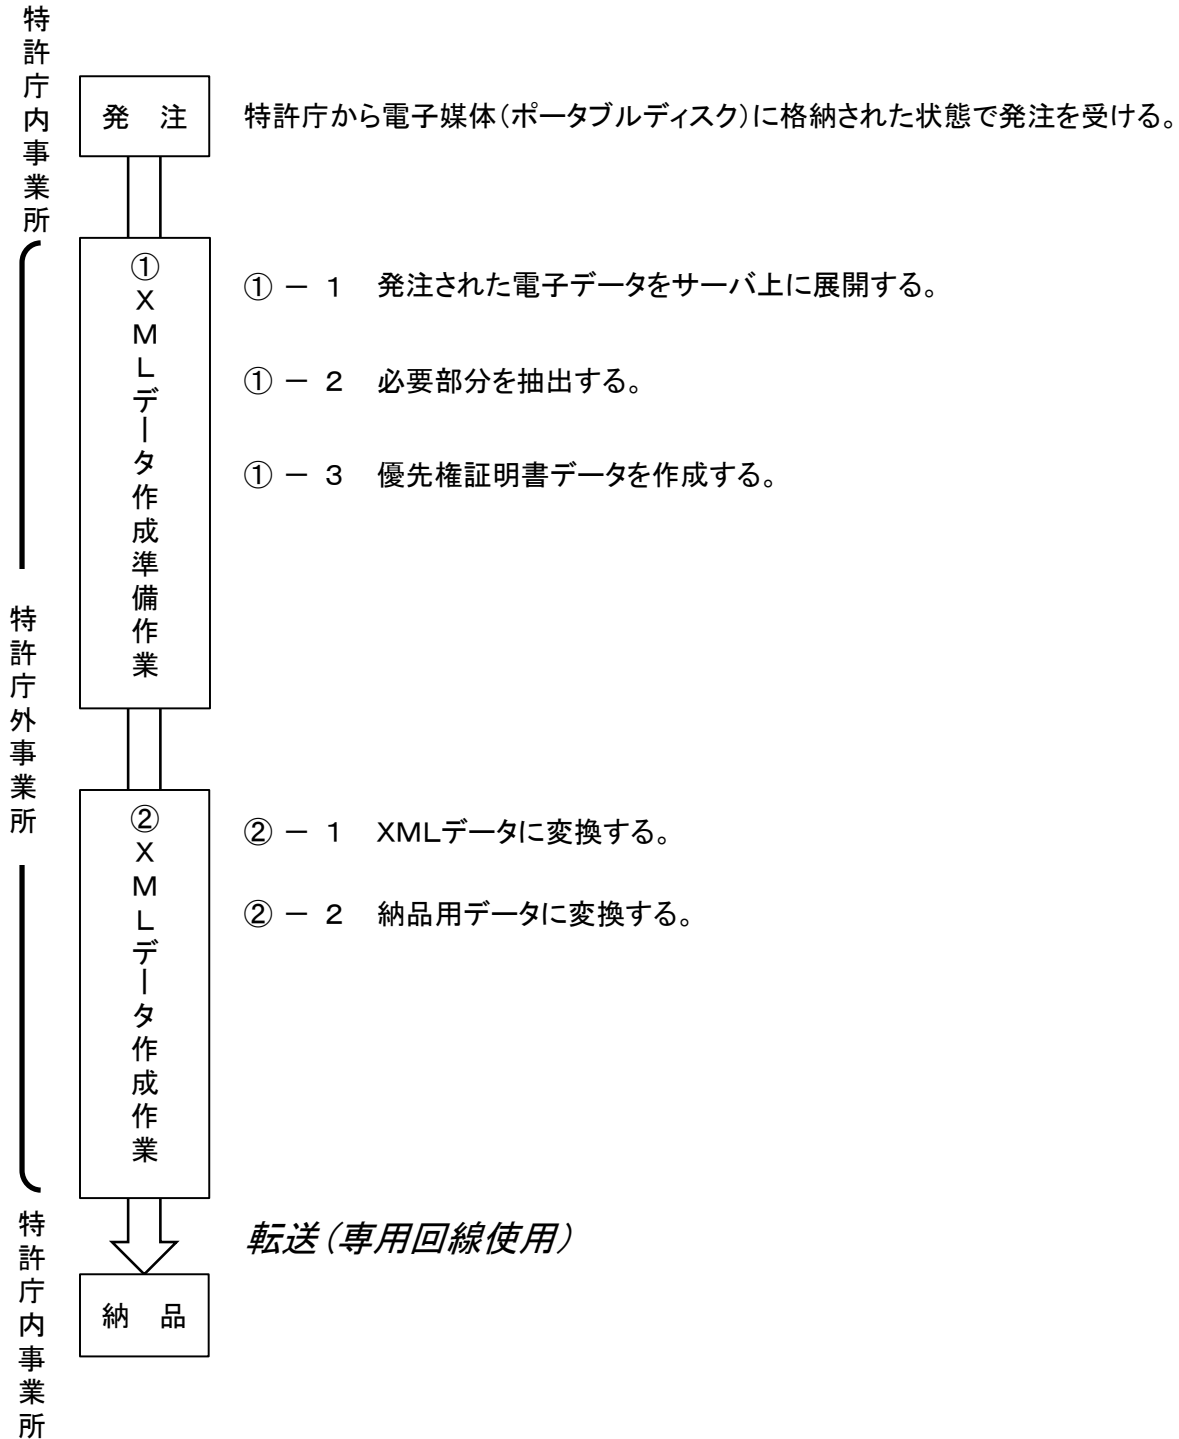 特許庁内事業所
発　注
特許庁から電子媒体（ポータブルディスク）に格納された状態で発注を受ける。
①XMLデータ作成準備作業
①－１　発注された電子データをサーバ上に展開する。
①－２　必要部分を抽出する。
①－３　優先権証明書データを作成する。
特許庁外事業所
②XMLデータ作成作業
②－１　XMLデータに変換する。
②－２　納品用データに変換する。
転送（専用回線使用）
特許庁内事業所
納　品